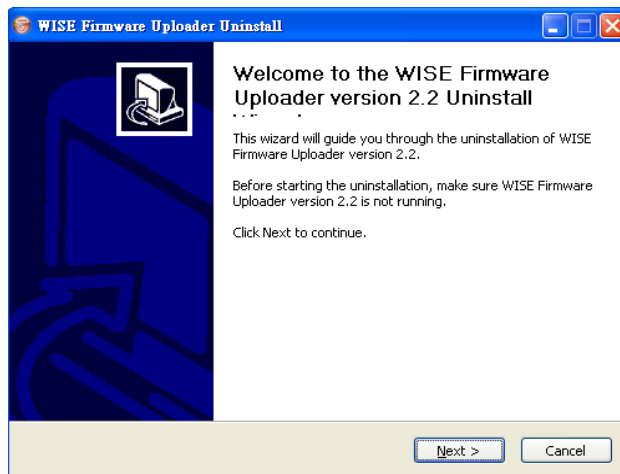 WISE Firmware Uploader Uninstall
Welcome to the WISE Firmware
Uploader version 2.2 Uninstall
This wizard will guide you through the uninstallation of WISE
Firmware Uploader version 2.2.
Before starting the uninstallation, make sure WISE Firmware
Uploader version 2.2 is not running.
Click Next to continue.
Next >
Cancel